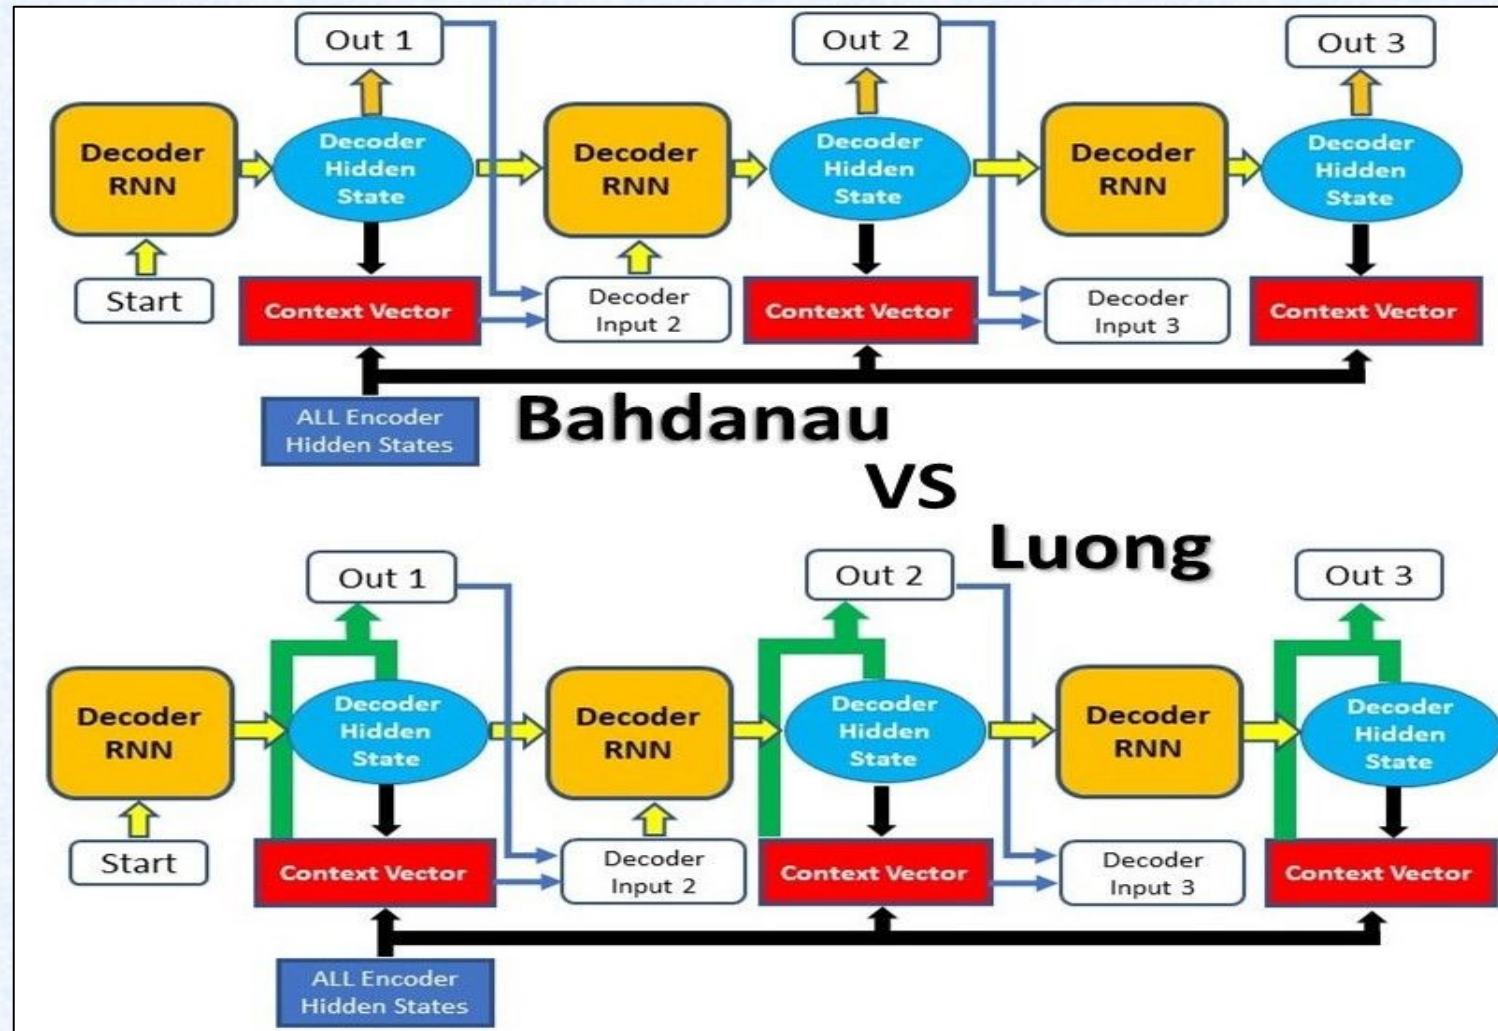 Out 1
Out 2
Out 3
Decoder
RNN
Decoder
Hidden
State
Decoder
RNN
Decoder
Hidden
State
Decoder
RNN
Decoder
Hidden
State
Start
Context Vector
Decoder
Input 2
Context Vector
Decoder
Input 3
Context Vector
ALL Encoder
Hidden States
Bahdanau
VS
Luong
Out 1
Out 2
Out 3
Decoder
RNN
Decoder
Hidden
State
Decoder
RNN
Decoder
Hidden
State
Decoder
RNN
Decoder
Hidden
State
Start
Context Vector
Decoder
Input 2
Context Vector
Decoder
Input 3
Context Vector
ALL Encoder
Hidden States